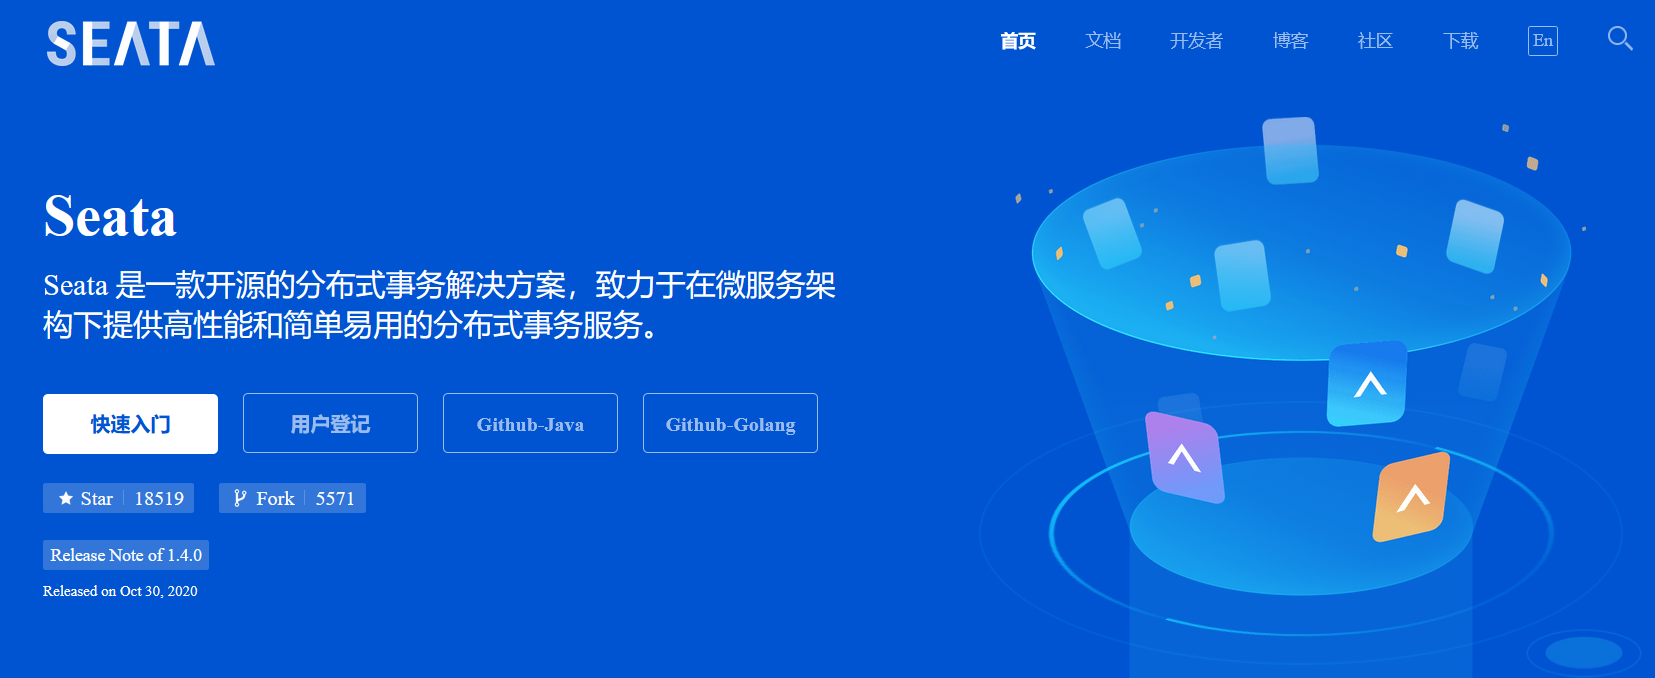 SEATA
首页 文档 开发者 博客 社区 下载 En
Seata
Seata 是一款开源的分布式事务解决方案，致力于在微服务架
构下提供高性能和简单易用的分布式事务服务。
快速入门 用户登记 Github-Java Github-Golang
Star 18519 Fork 5571
Release Note of 1.4.0
Released on Oct 30, 2020